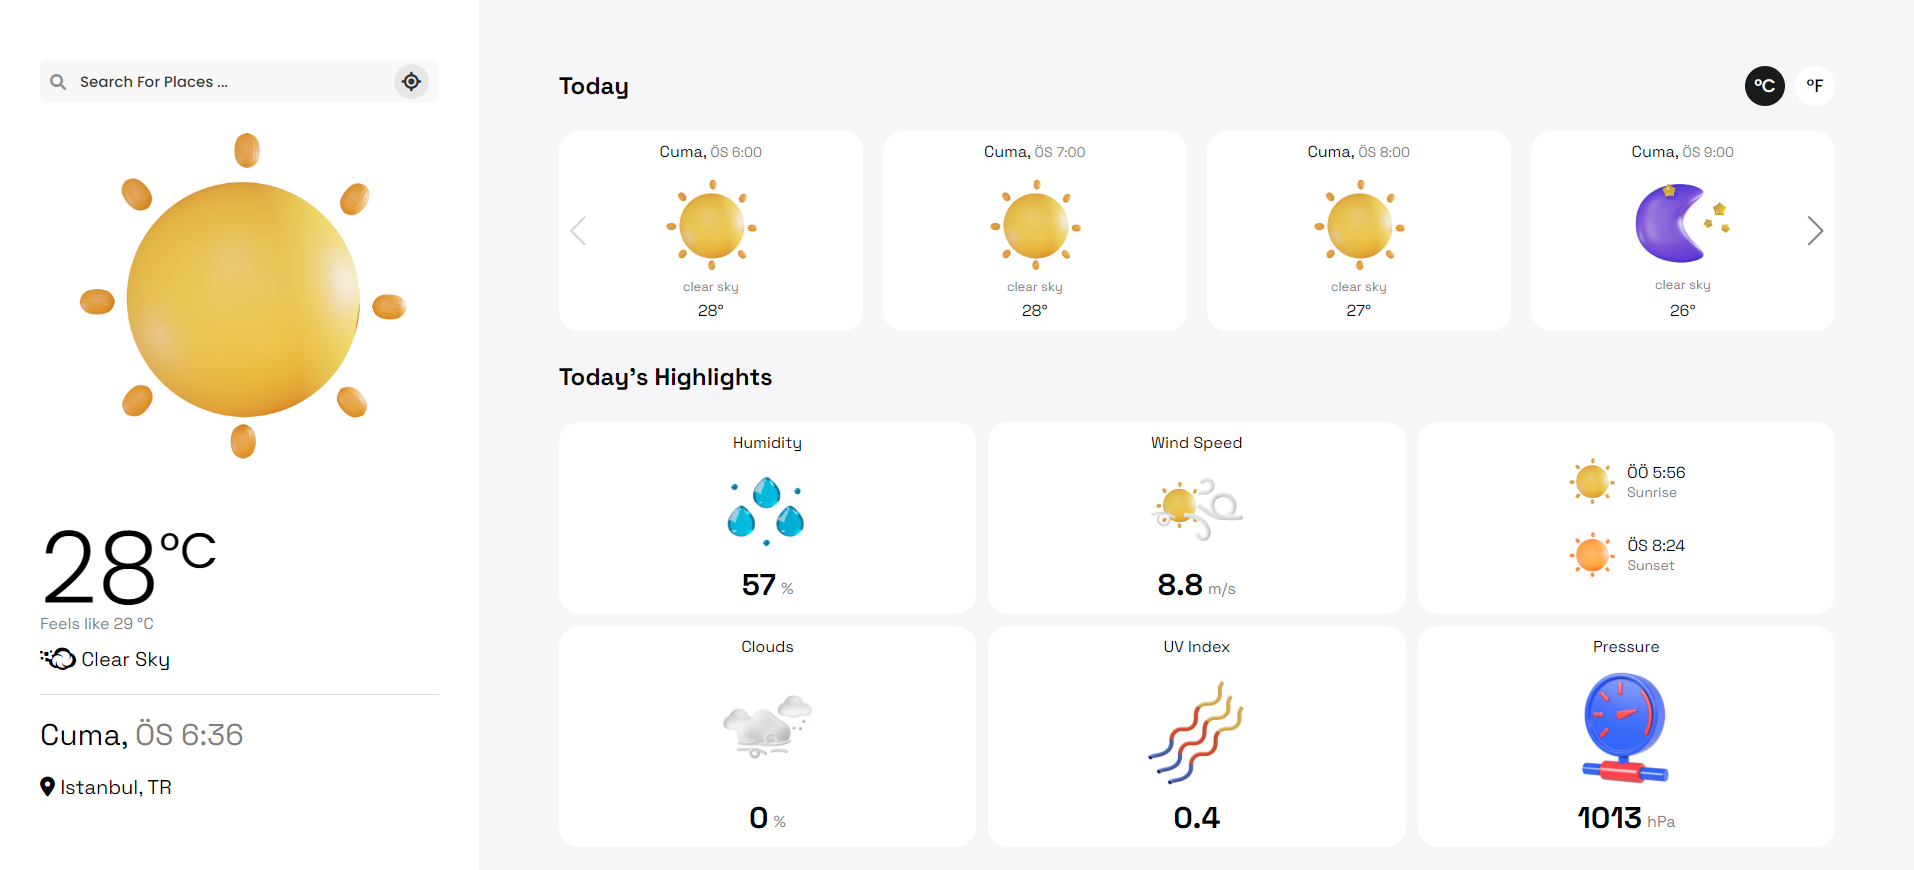 Search For Places ...
28°C
Feels like 29 °C
Clear Sky
Cuma, ÖS 6:36
Istanbul, TR
Today
°C
°F
Cuma, ÖS 6:00
clear sky
28°
Cuma, ÖS 7:00
clear sky
28°
Cuma, ÖS 8:00
clear sky
27°
Cuma, ÖS 9:00
clear sky
26°
Today's Highlights
Humidity
57 %
Wind Speed
8.8 m/s
ÖÖ 5:56
Sunrise
ÖS 8:24
Sunset
Clouds
0 %
UV Index
0.4
Pressure
1013 hPa